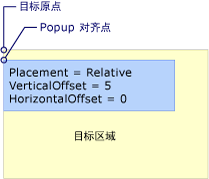 目标原点
Popup 对齐点
Placement = Relative
VerticalOffset = 5
HorizontalOffset = 0
目标区域